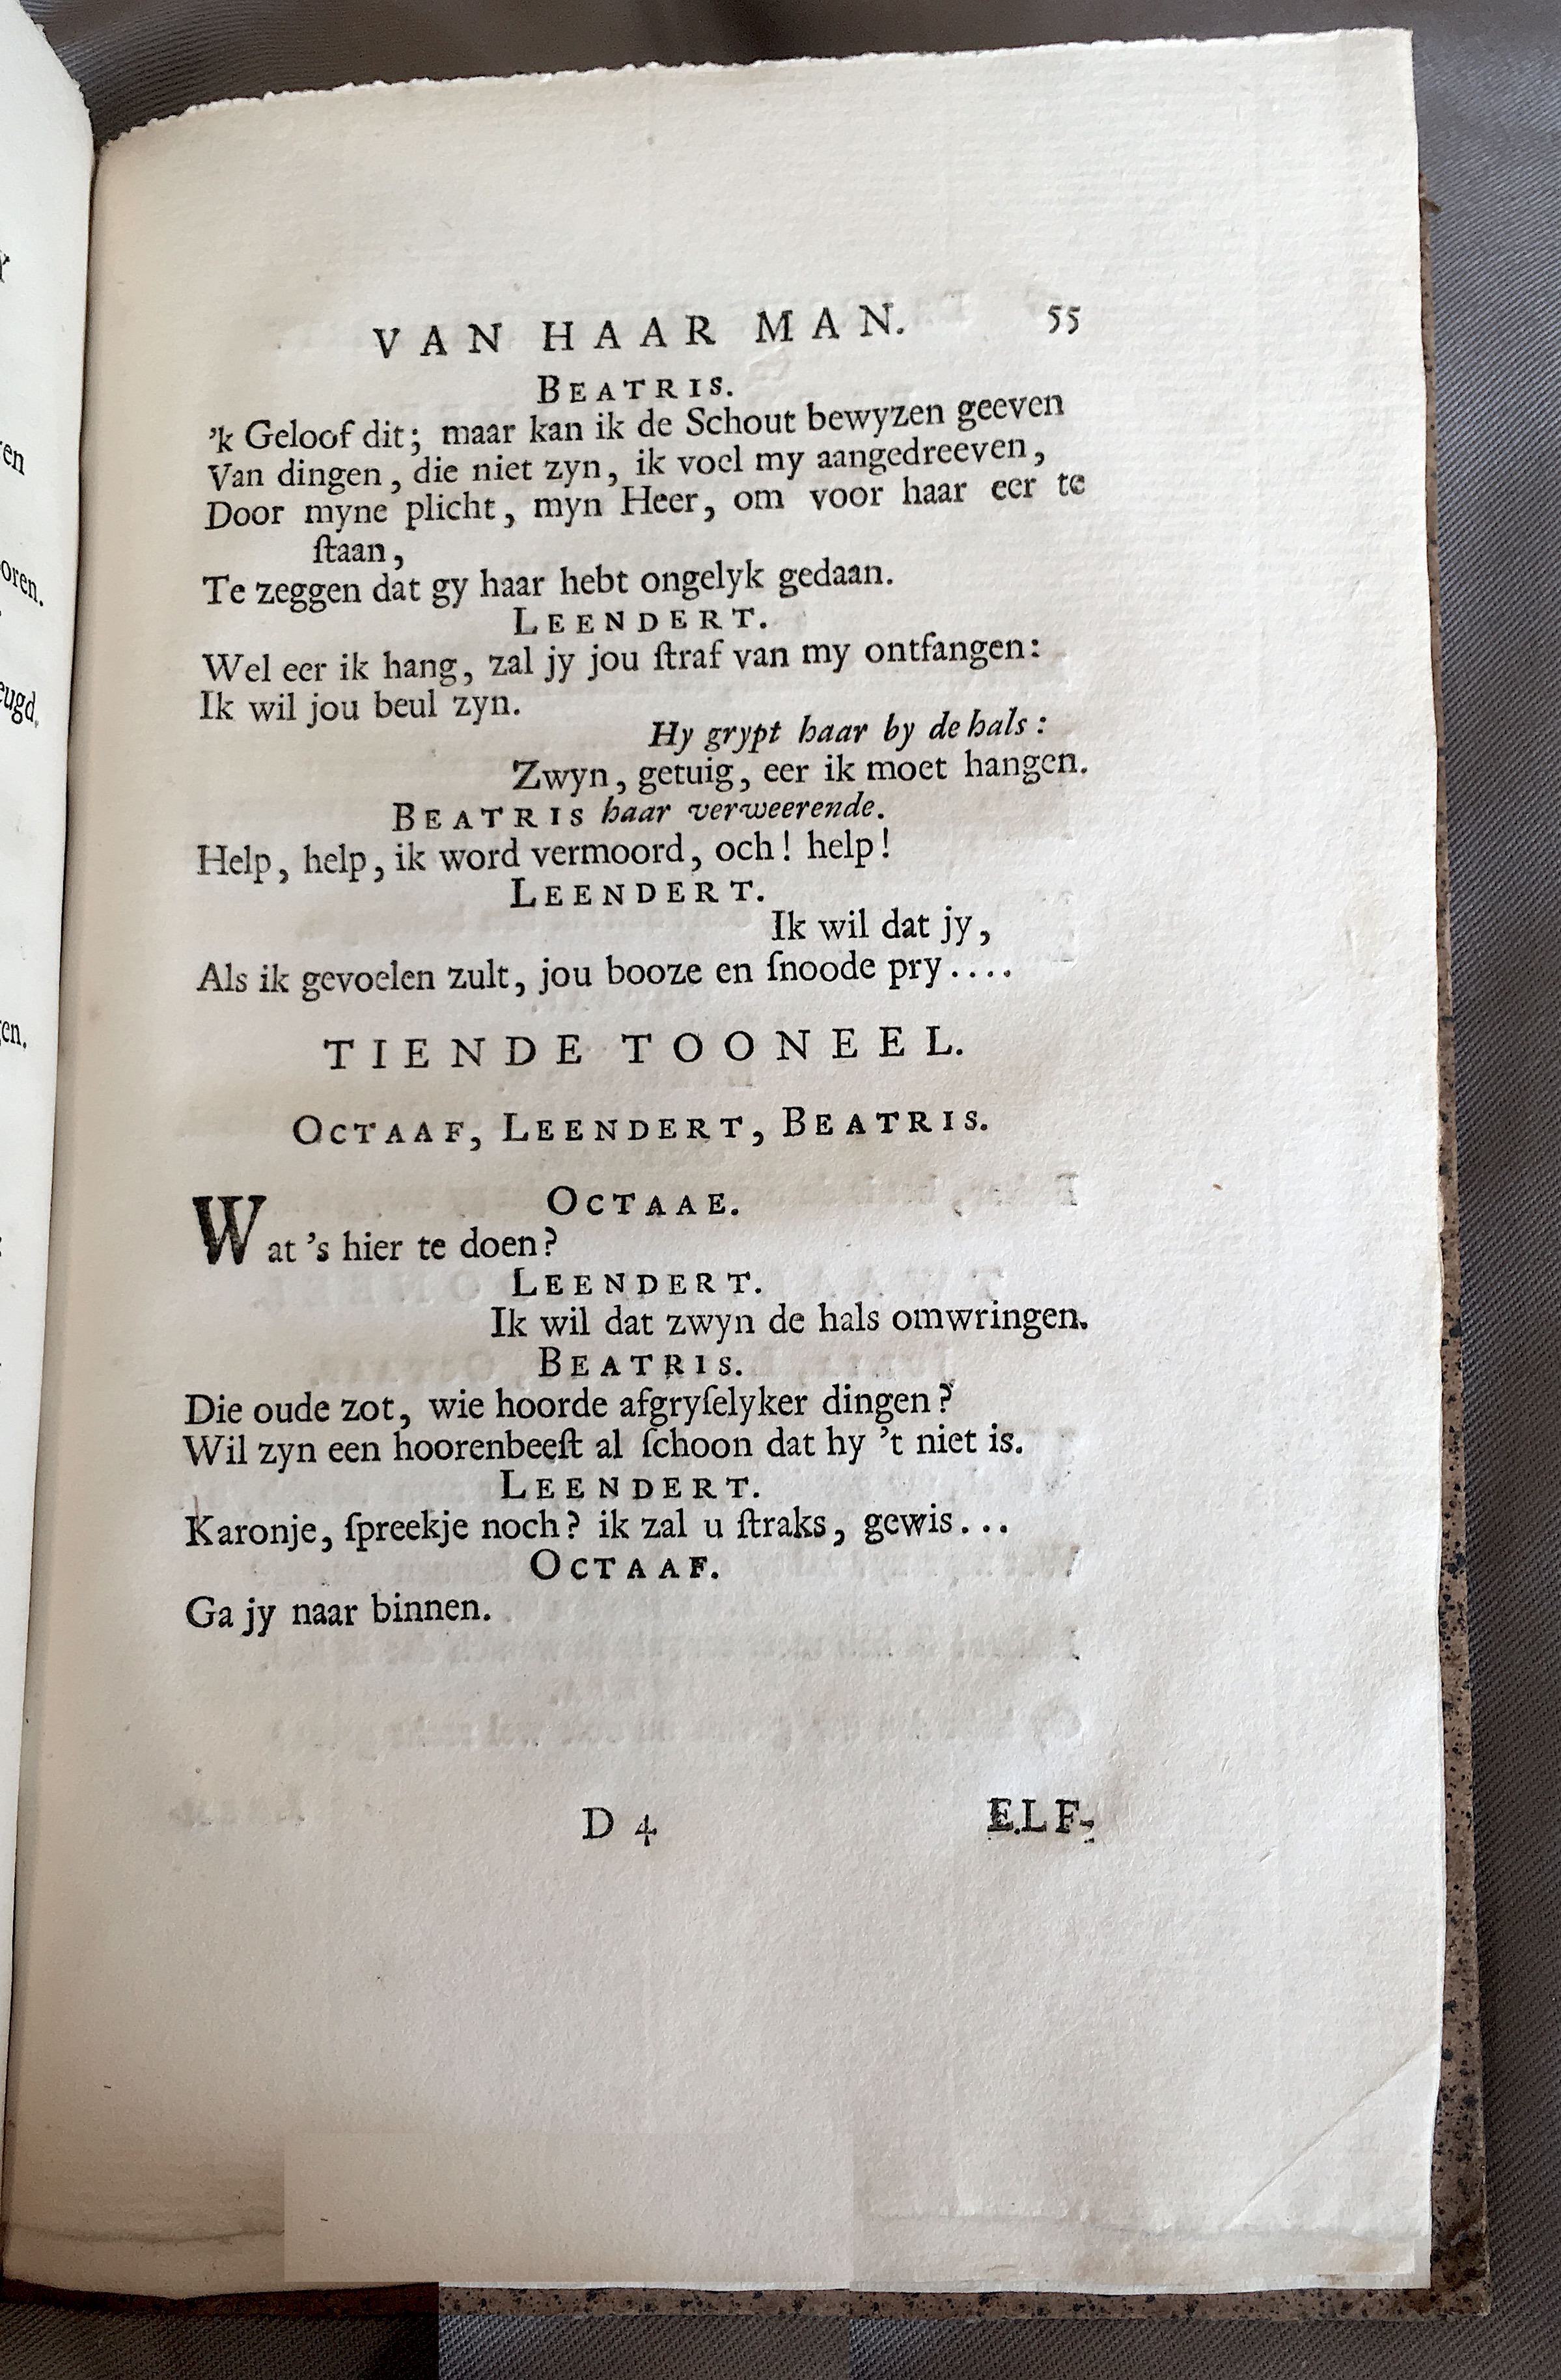 VAN HAAR MAN. 55
BEATRIS.
'k Geloof dit; maar kan ik de Schout bewyzen geeven
Van dingen, die niet zyn, ik voel my aangedreeven,
Door myne plicht, myn Heer, om voor haar eer te
ſtaan,
Te zeggen dat gy haar hebt ongelyk gedaan.
LEENDERT.
Wel eer ik hang, zal jy jou ſtraf van my ontfangen:
Ik wil jou beul zyn.
Hy grypt haar by de hals:
Zwyn, getuig, eer ik moet hangen.
BEATRIS haar verweerende.
Help, help, ik word vermoord, och! help!
LEENDERT.
Ik wil dat jy,
Als ik gevoelen zult, jou booze en ſnoode pry....
TIENDE TOONEEL.
OCTAAF, LEENDERT, BEATRIS.
OCTAAE.
Wat 's hier te doen?
LEENDERT.
Ik wil dat zwyn de hals omwringen.
BEATRIS.
Die oude zot, wie hoorde afgryſelyker dingen?
Wil zyn een hoorenbeeſt al ſchoon dat hy 't niet is.
LEENDERT.
Karonje, ſpreekje noch? ik zal u ſtraks, gewis...
OCTAAF.
Ga jy naar binnen.
D 4 ELF-